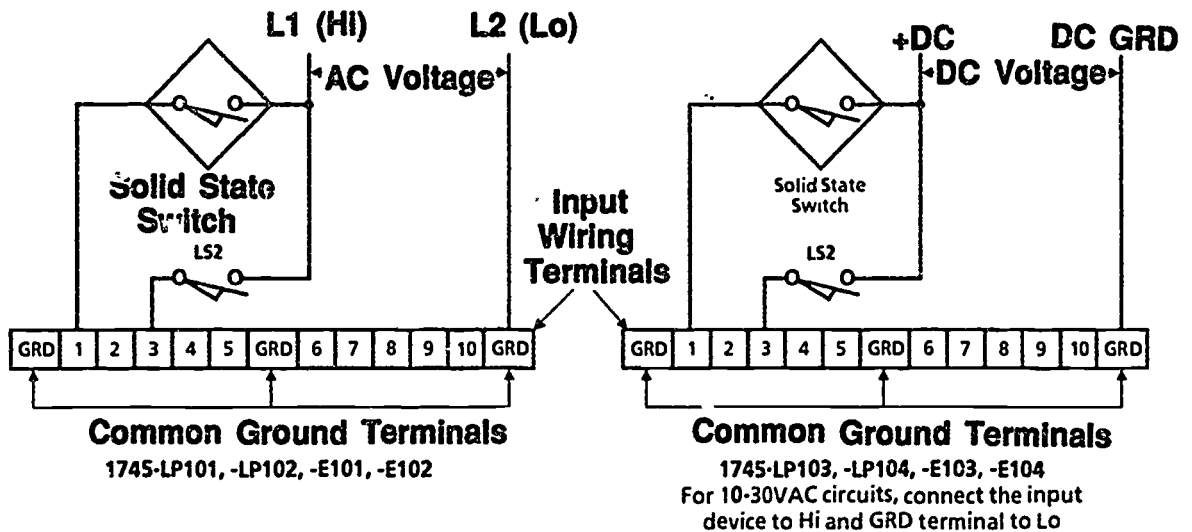 L1 (Hi) L2 (Lo)
AC Voltage
Solid State
Switch
LS2
GRD 1 2 3 4 5 GRD 6 7 8 9 10 GRD
Common Ground Terminals
1745-LP101, -LP102, -E101, -E102
Input
Wiring
Terminals
+DC DC GRD
DC Voltage
Solid State
Switch
LS2
GRD 1 2 3 4 5 GRD 6 7 8 9 10 GRD
Common Ground Terminals
1745-LP103, -LP104, -E103, -E104
For 10-30VAC circuits, connect the input
device to Hi and GRD terminal to Lo